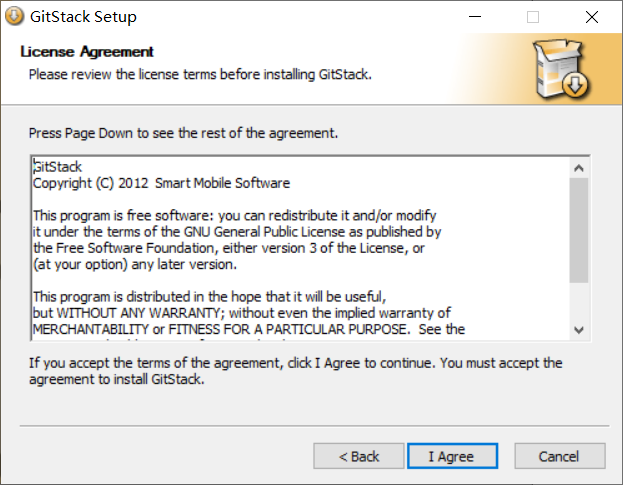 GitStack Setup
License Agreement
Please review the license terms before installing GitStack.
Press Page Down to see the rest of the agreement.
GitStack
Copyright (C) 2012 Smart Mobile Software
This program is free software: you can redistribute it and/or modify
it under the terms of the GNU General Public License as published by
the Free Software Foundation, either version 3 of the License, or
(at your option) any later version.
This program is distributed in the hope that it will be useful,
but WITHOUT ANY WARRANTY; without even the implied warranty of
MERCHANTABILITY or FITNESS FOR A PARTICULAR PURPOSE. See the
If you accept the terms of the agreement, click I Agree to continue. You must accept the
agreement to install GitStack.
< Back
I Agree
Cancel